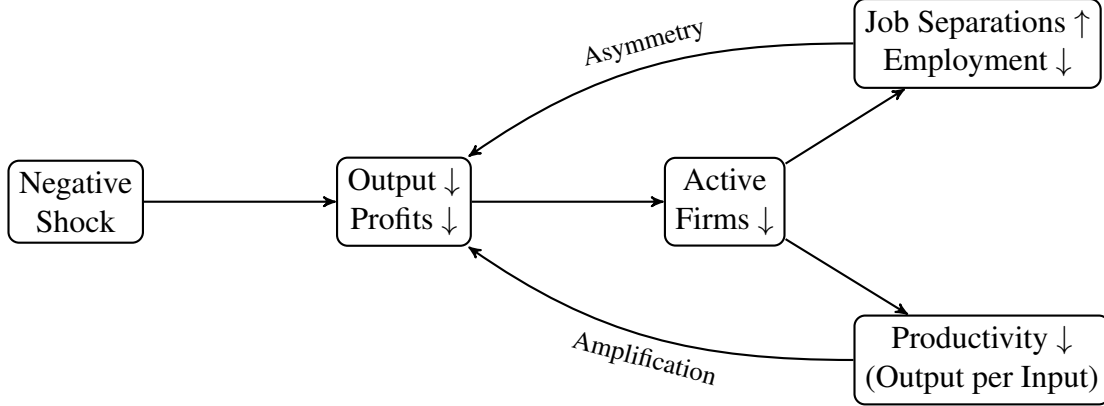 Negative
Shock
Output ↓
Profits ↓
Active
Firms ↓
Job Separations ↑
Employment ↓
Asymmetry
Productivity ↓
(Output per Input)
Amplification